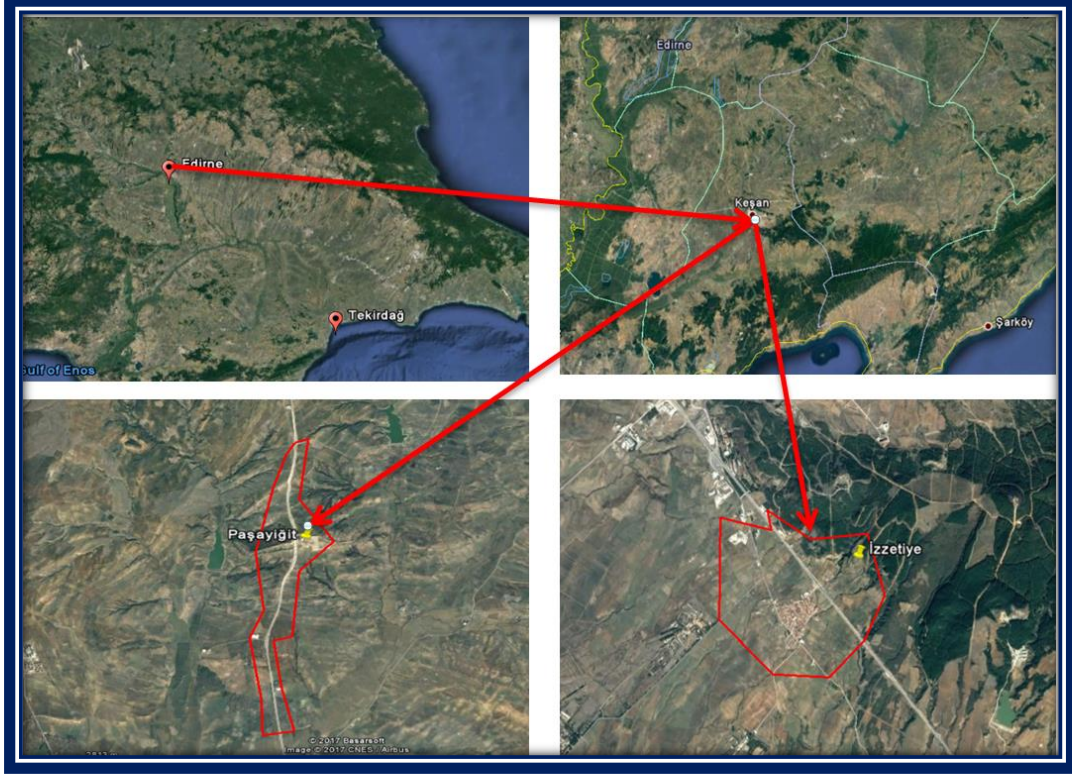 Edirne
Tekirdağ
Gulf of Enos
Edirne
Keşan
Şarköy
Paşayiğit
© 2017 Basarsoft
Image © 2017 CNES / Airbus
İzzetiye